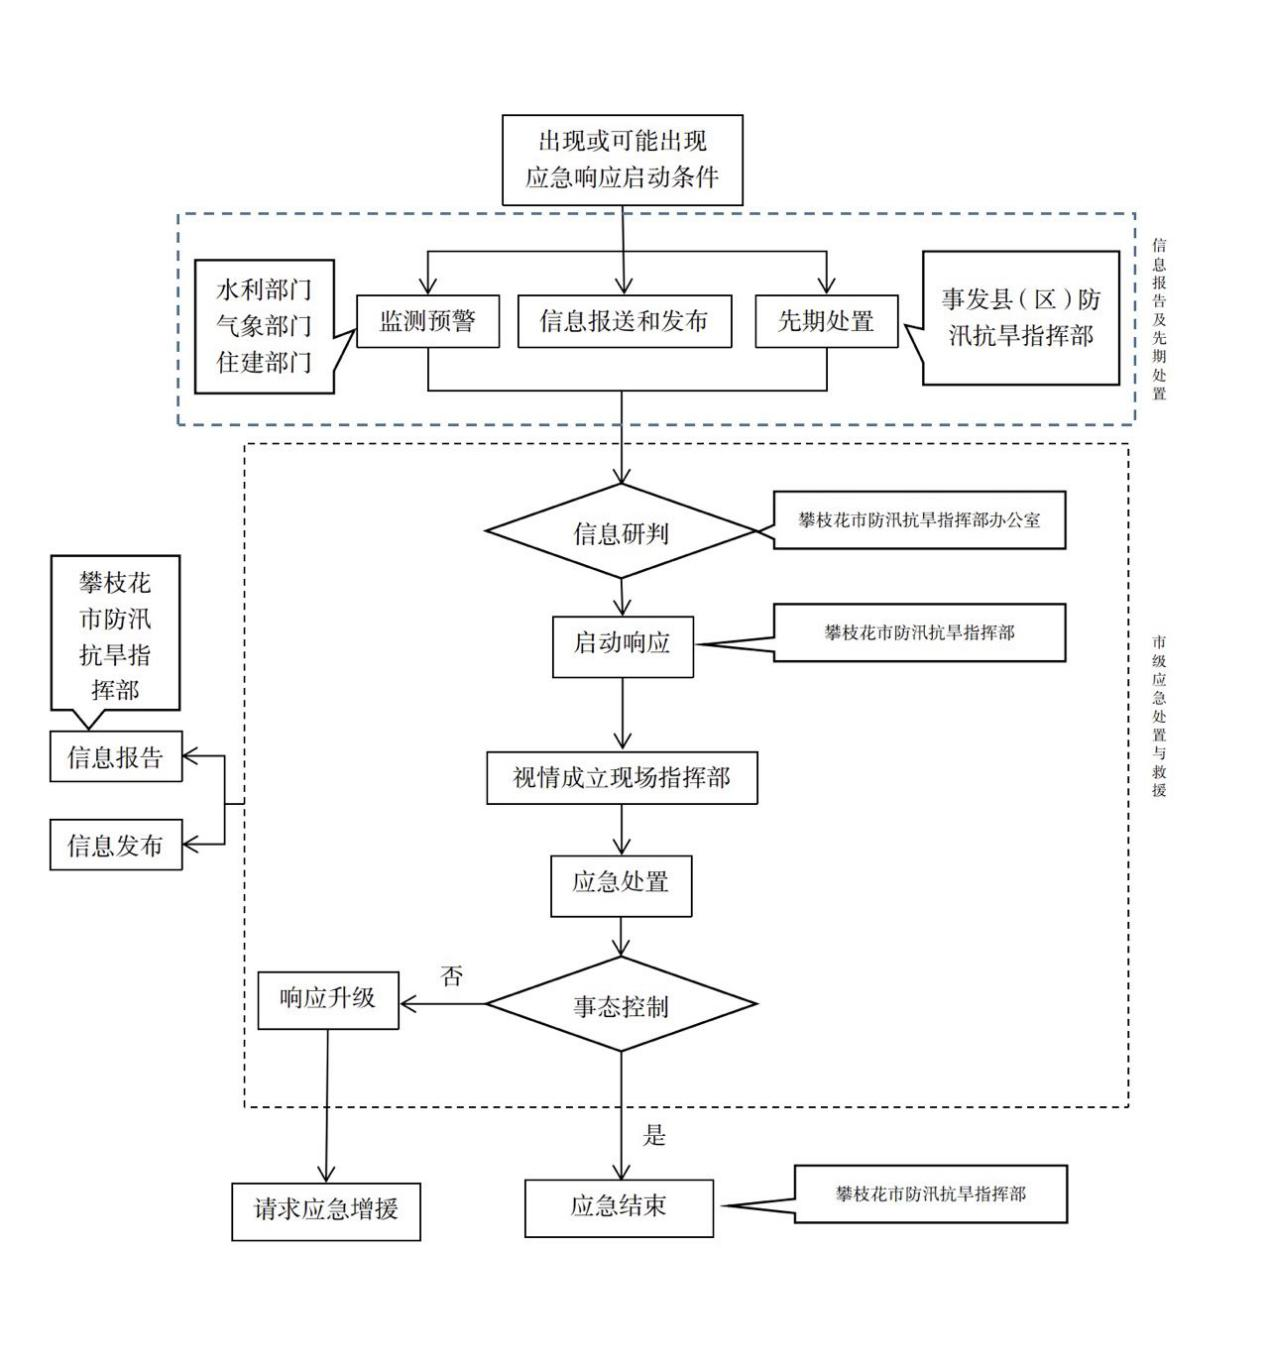 出现或可能出现
应急响应启动条件
信息报告及先期处置
水利部门
气象部门
住建部门
监测预警
信息报送和发布
先期处置
事发县（区）防
汛抗旱指挥部
信息研判
攀枝花市防汛抗旱指挥部办公室
启动响应
攀枝花市防汛抗旱指挥部
市级应急处置与救援
攀枝花
市防汛
抗旱指
挥部
信息报告
信息发布
视情成立现场指挥部
应急处置
事态控制
否
响应升级
是
请求应急增援
应急结束
攀枝花市防汛抗旱指挥部